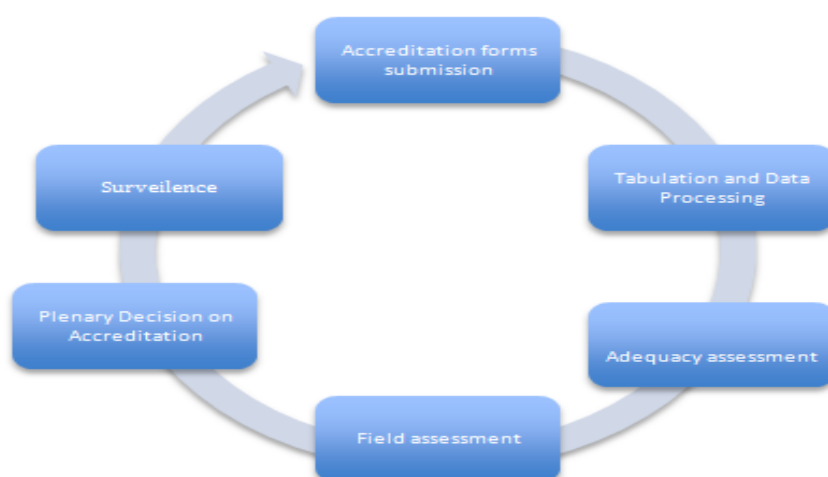 Accreditation forms
submission
Tabulation and Data
Processing
Adequacy assessment
Field assessment
Plenary Decision on
Accreditation
Surveilence